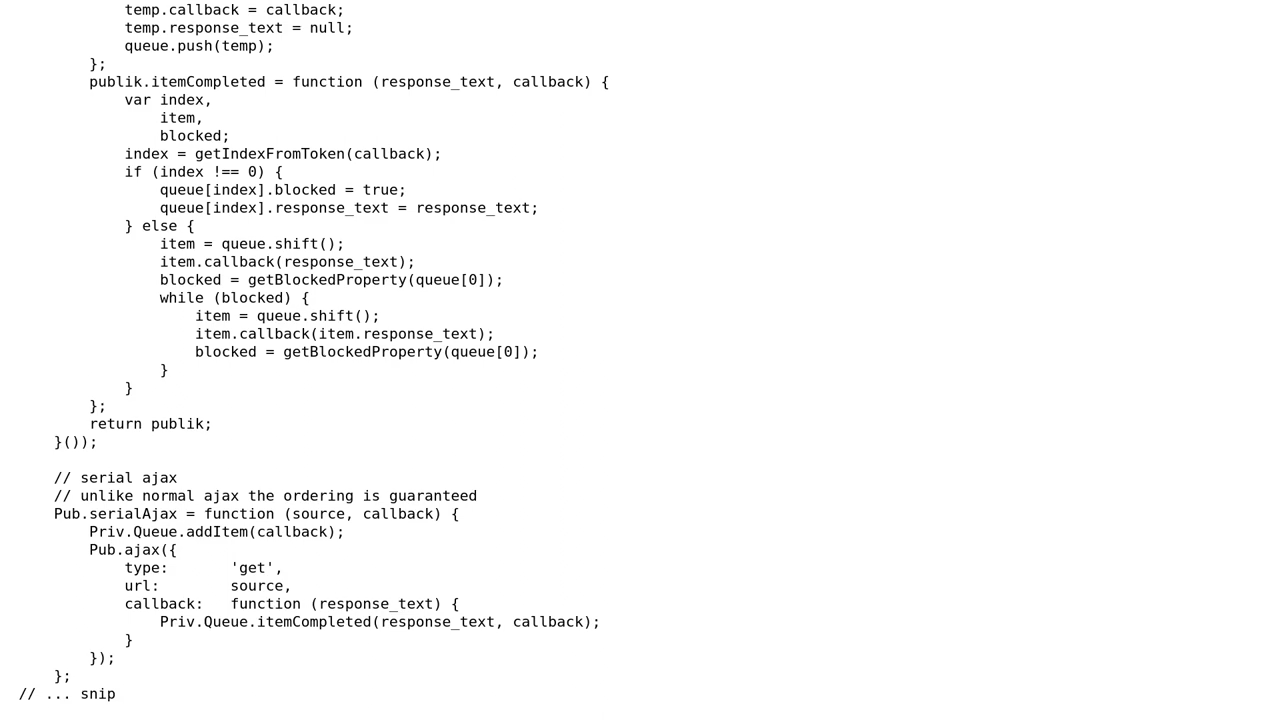 temp.callback = callback;
            temp.response_text = null;
            queue.push(temp);
        };
        publik.itemCompleted = function (response_text, callback) {
            var index,
                item,
                blocked;
            index = getIndexFromToken(callback);
            if (index !== 0) {
                queue[index].blocked = true;
                queue[index].response_text = response_text;
            } else {
                item = queue.shift();
                item.callback(response_text);
                blocked = getBlockedProperty(queue[0]);
                while (blocked) {
                    item = queue.shift();
                    item.callback(item.response_text);
                    blocked = getBlockedProperty(queue[0]);
                }
            }
        };
        return publik;
    }());

    // serial ajax
    // unlike normal ajax the ordering is guaranteed
    Pub.serialAjax = function (source, callback) {
        Priv.Queue.addItem(callback);
        Pub.ajax({
            type:       'get',
            url:        source,
            callback:   function (response_text) {
                Priv.Queue.itemCompleted(response_text, callback);
            }
        });
    };
// ... snip